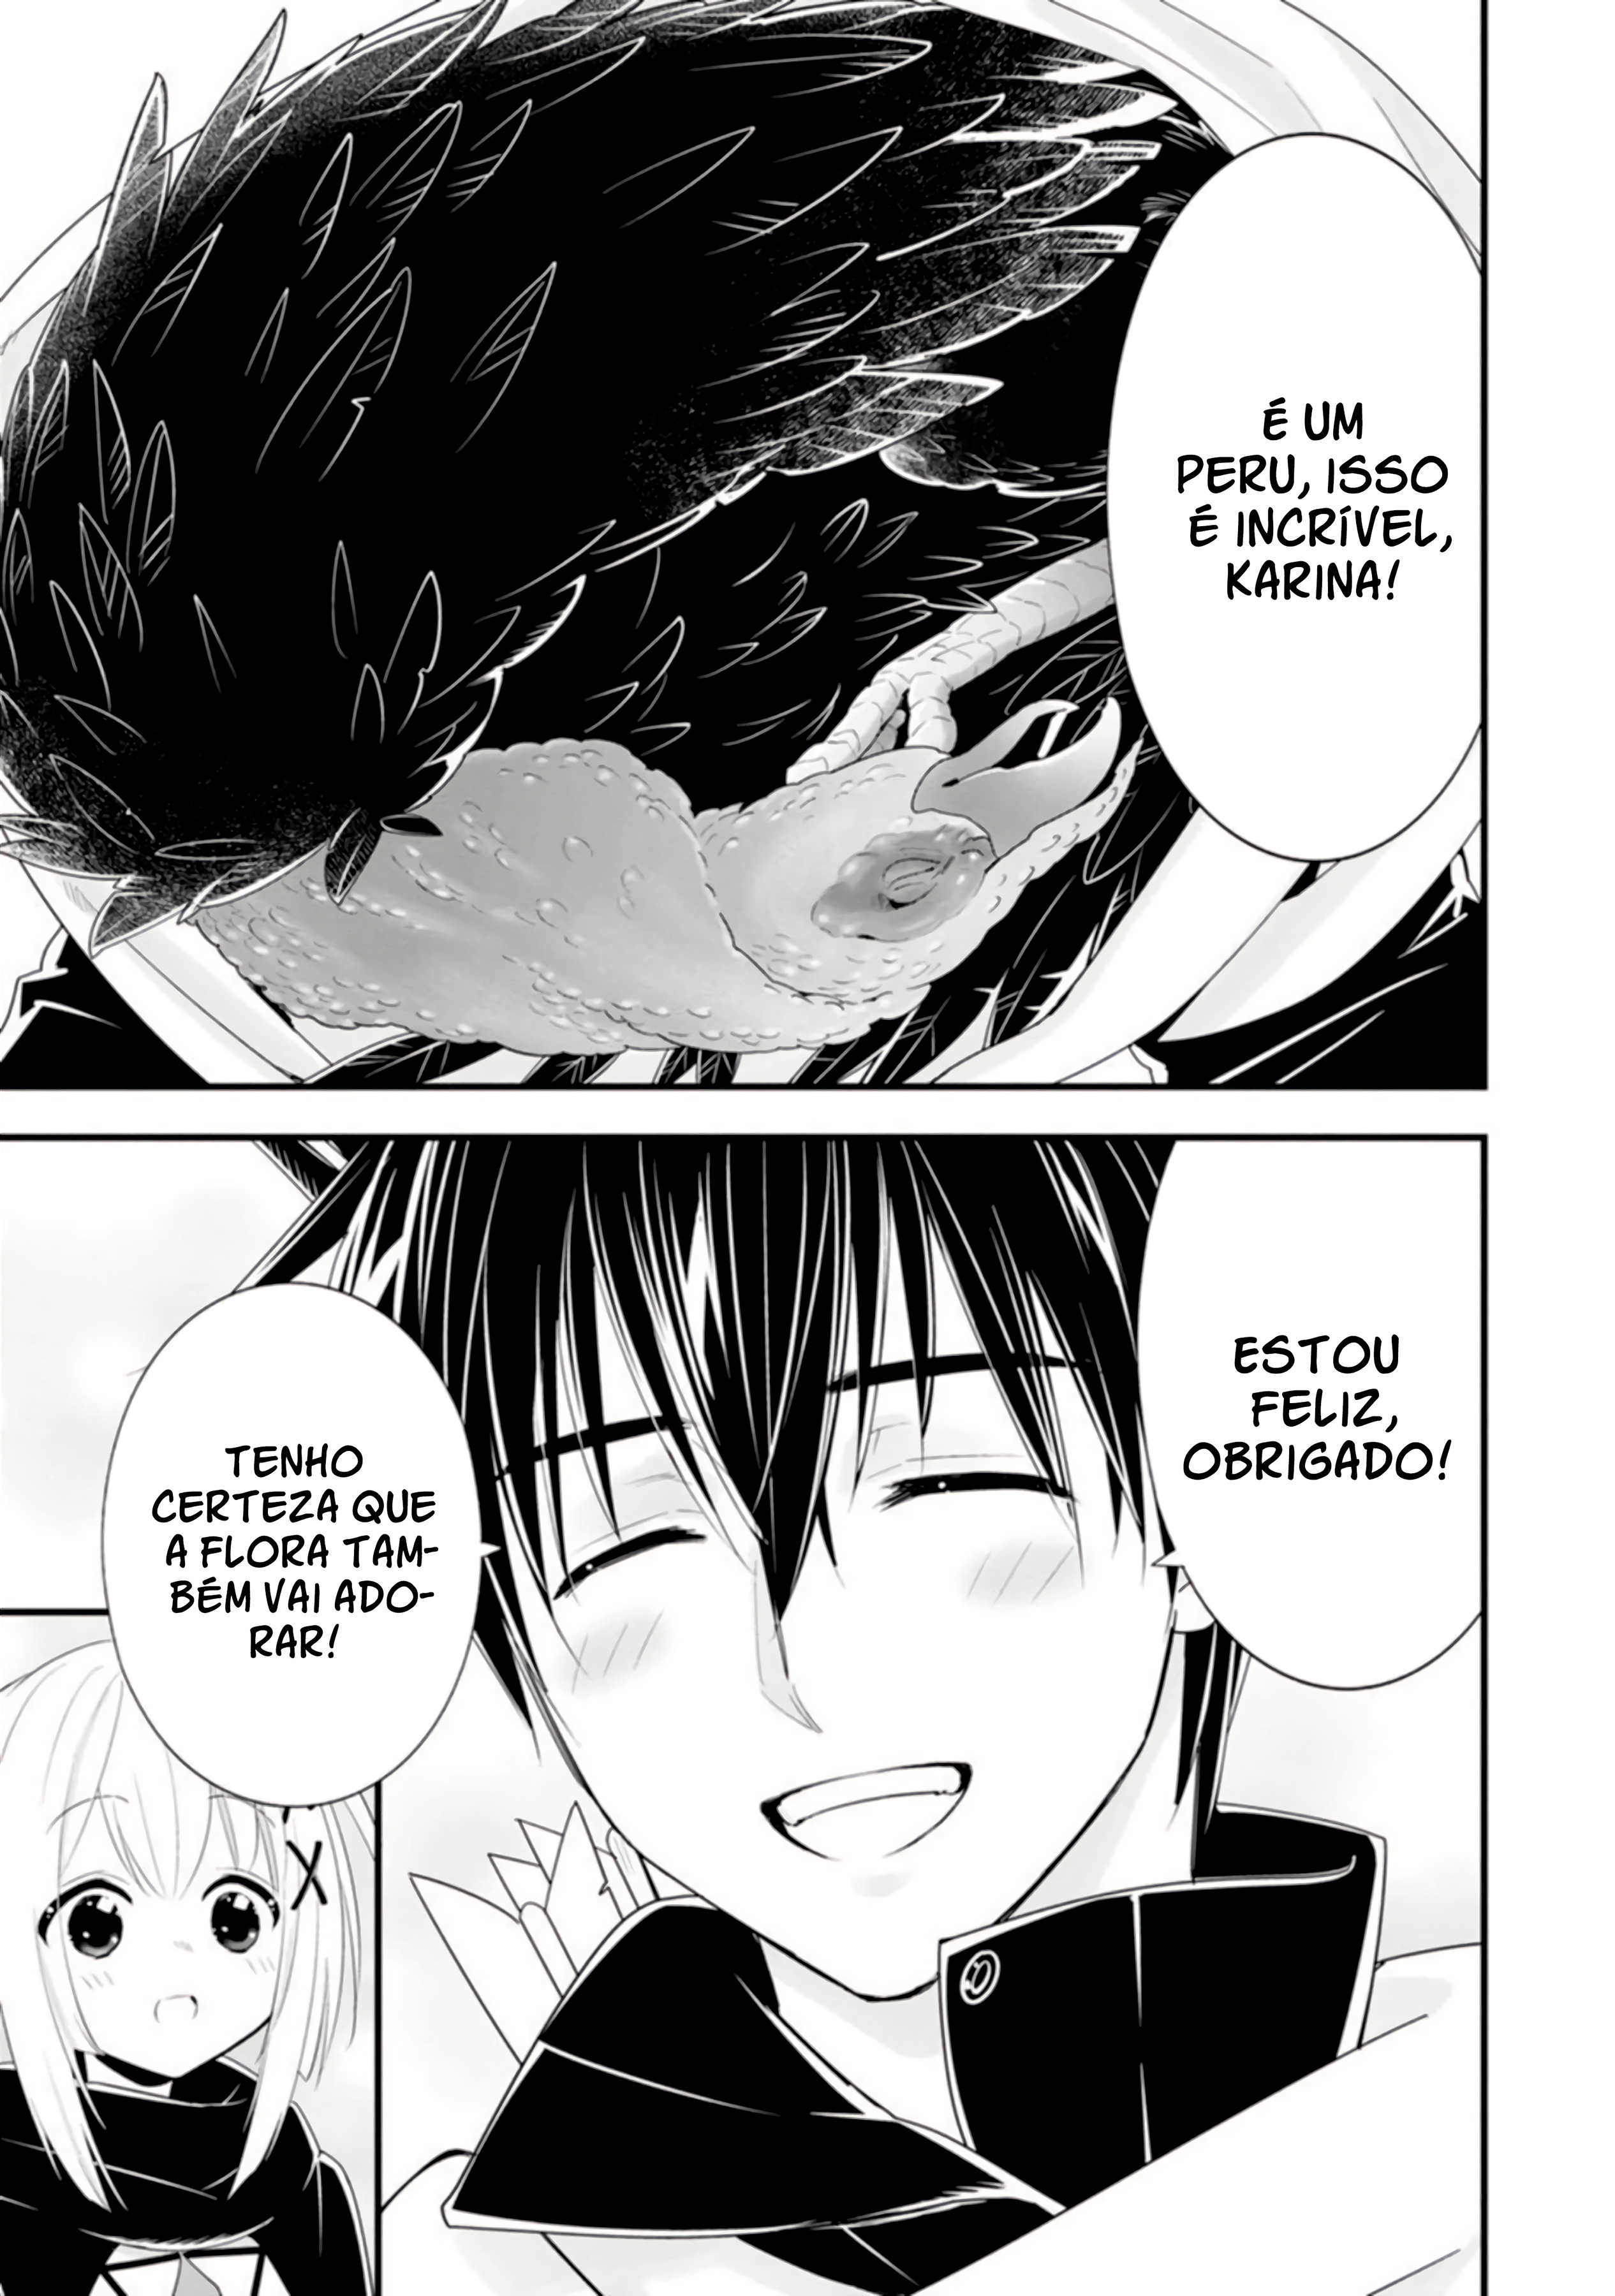 É UM
PERU, ISSO
É INCRÍVEL,
KARINA!
ESTOU
FELIZ,
OBRIGADO!
TENHO
CERTEZA QUE
A FLORA TAM-
BÉM VAI ADO-
RAR!